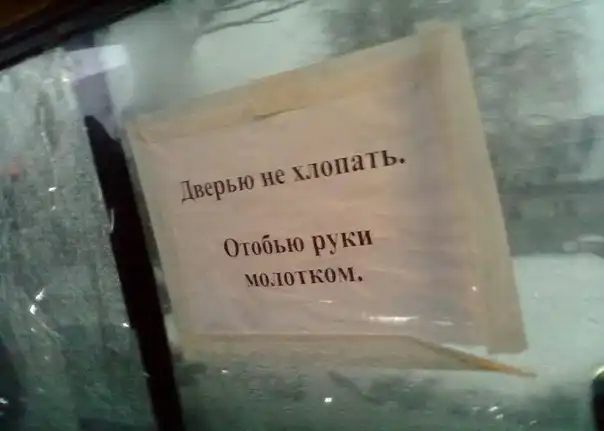 Дверью не хлопать.
Отобью руки
молотком.